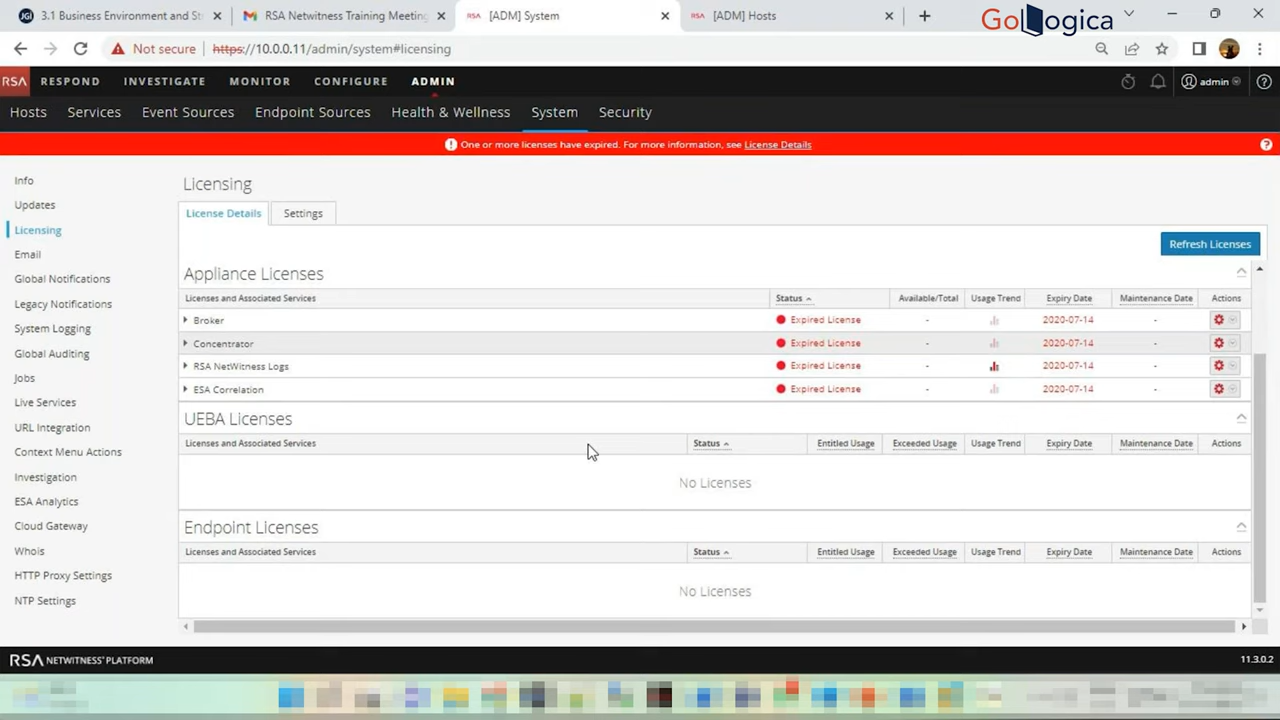 3.1 Business Environment and St
RSA Netwitness Training Meeting
RSA [ADM] System
RSA [ADM] Hosts
GoLogica
Not secure https://10.0.0.11/admin/system#licensing
RSA RESPOND INVESTIGATE MONITOR CONFIGURE ADMIN admin
Hosts Services Event Sources Endpoint Sources Health & Wellness System Security
One or more licenses have expired. For more information, see License Details
Info
Updates
Licensing
Email
Global Notifications
Legacy Notifications
System Logging
Global Auditing
Jobs
Live Services
URL Integration
Context Menu Actions
Investigation
ESA Analytics
Cloud Gateway
Whois
HTTP Proxy Settings
NTP Settings
Licensing
License Details Settings
Refresh Licenses
Appliance Licenses
Licenses and Associated Services Status Available/Total Usage Trend Expiry Date Maintenance Date Actions
Broker Expired License - 2020-07-14 -
Concentrator Expired License - 2020-07-14 -
RSA NetWitness Logs Expired License - 2020-07-14 -
ESA Correlation Expired License - 2020-07-14 -
UEBA Licenses
Licenses and Associated Services Status Entitled Usage Exceeded Usage Usage Trend Expiry Date Maintenance Date Actions
No Licenses
Endpoint Licenses
Licenses and Associated Services Status Entitled Usage Exceeded Usage Usage Trend Expiry Date Maintenance Date Actions
No Licenses
RSA NETWITNESS® PLATFORM 11.3.0.2